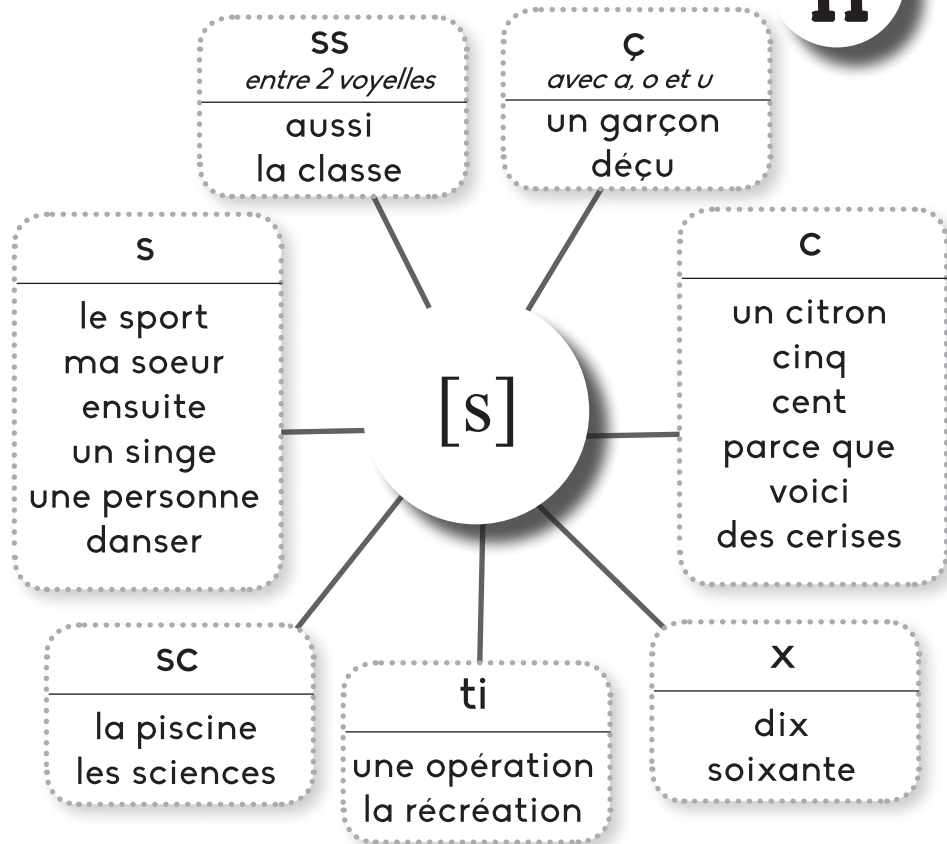 ss
entre 2 voyelles
aussi
la classe
ç
avec a, o et u
un garçon
déçu
s
le sport
ma soeur
ensuite
un singe
une personne
danser
[s]
c
un citron
cinq
cent
parce que
voici
des cerises
sc
la piscine
les sciences
ti
une opération
la récréation
x
dix
soixante